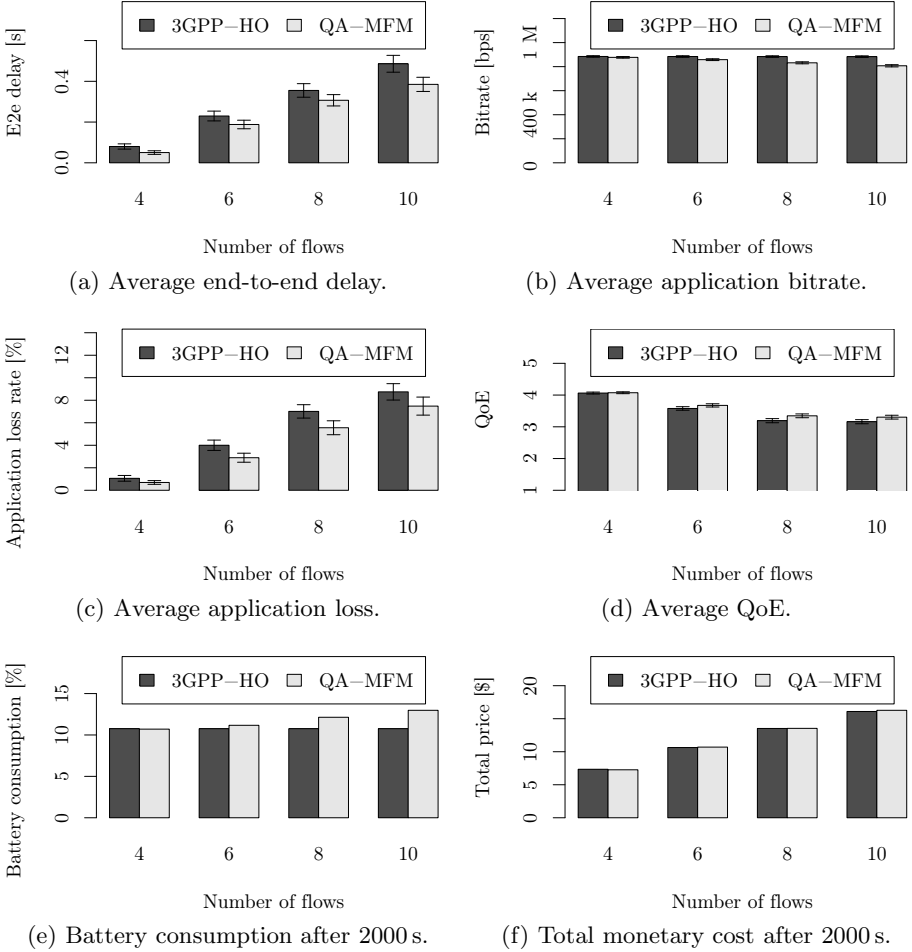 3GPP−HO QA−MFM
E2e delay [s]
0.0 0.4
4 6 8 10
Number of flows
(a) Average end-to-end delay.
3GPP−HO QA−MFM
Bitrate [bps]
0 400 k 1 M
4 6 8 10
Number of flows
(b) Average application bitrate.
3GPP−HO QA−MFM
Application loss rate [%]
0 4 8 12
4 6 8 10
Number of flows
(c) Average application loss.
3GPP−HO QA−MFM
QoE
1 2 3 4 5
4 6 8 10
Number of flows
(d) Average QoE.
3GPP−HO QA−MFM
Battery consumption [%]
0 5 10 15
4 6 8 10
Number of flows
(e) Battery consumption after 2000 s.
3GPP−HO QA−MFM
Total price [$]
0 5 10 20
4 6 8 10
Number of flows
(f) Total monetary cost after 2000 s.